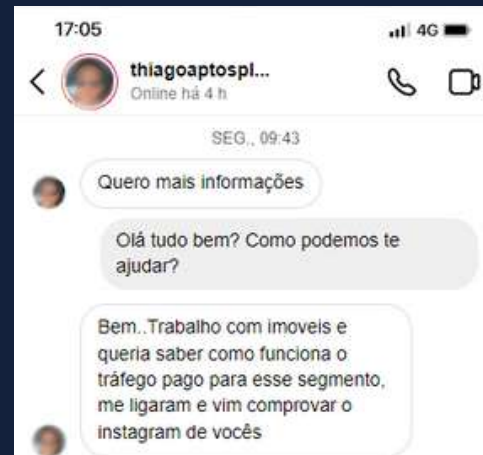 17:05
4G
thiagoaptospl...
Online há 4 h
SEG., 09:43
Quero mais informações
Olá tudo bem? Como podemos te
ajudar?
Bem..Trabalho com imoveis e
queria saber como funciona o
tráfego pago para esse segmento,
me ligaram e vim comprovar o
instagram de vocês